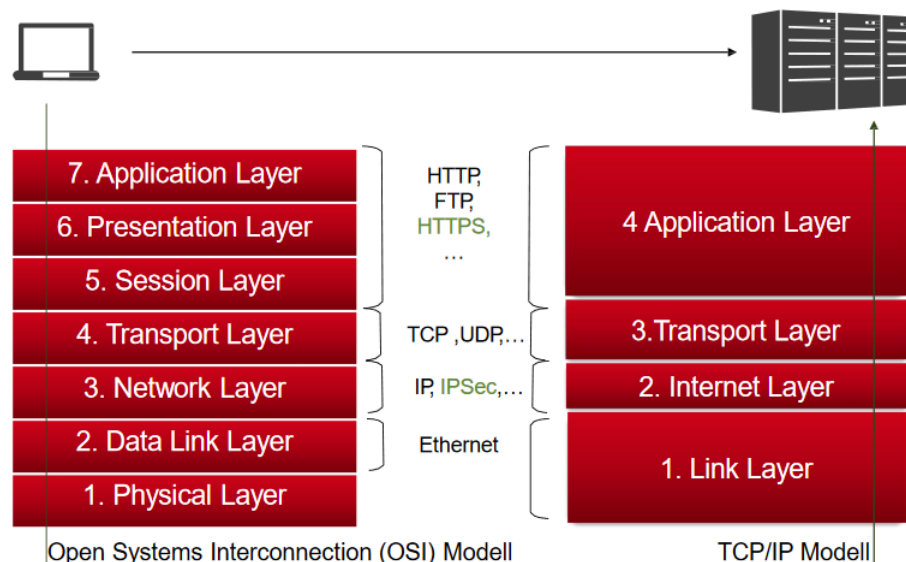 7. Application Layer
6. Presentation Layer
5. Session Layer
4. Transport Layer
3. Network Layer
2. Data Link Layer
1. Physical Layer
Open Systems Interconnection (OSI) Modell
HTTP,
FTP,
HTTPS,
…
TCP ,UDP,…
IP, IPSec,…
Ethernet
4 Application Layer
3.Transport Layer
2. Internet Layer
1. Link Layer
TCP/IP Modell